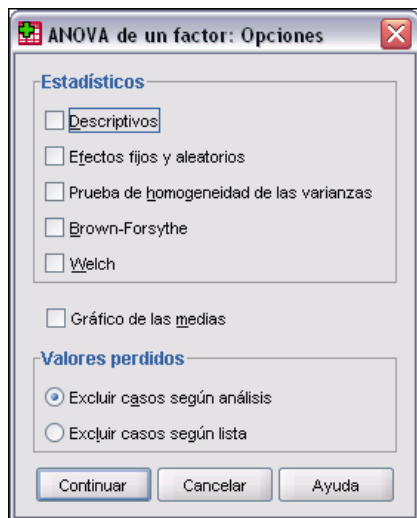 ANOVA de un factor: Opciones
Estadísticos
Descriptivos
Efectos fijos y aleatorios
Prueba de homogeneidad de las varianzas
Brown-Forsythe
Welch
Gráfico de las medias
Valores perdidos
Excluir casos según análisis
Excluir casos según lista
Continuar Cancelar Ayuda